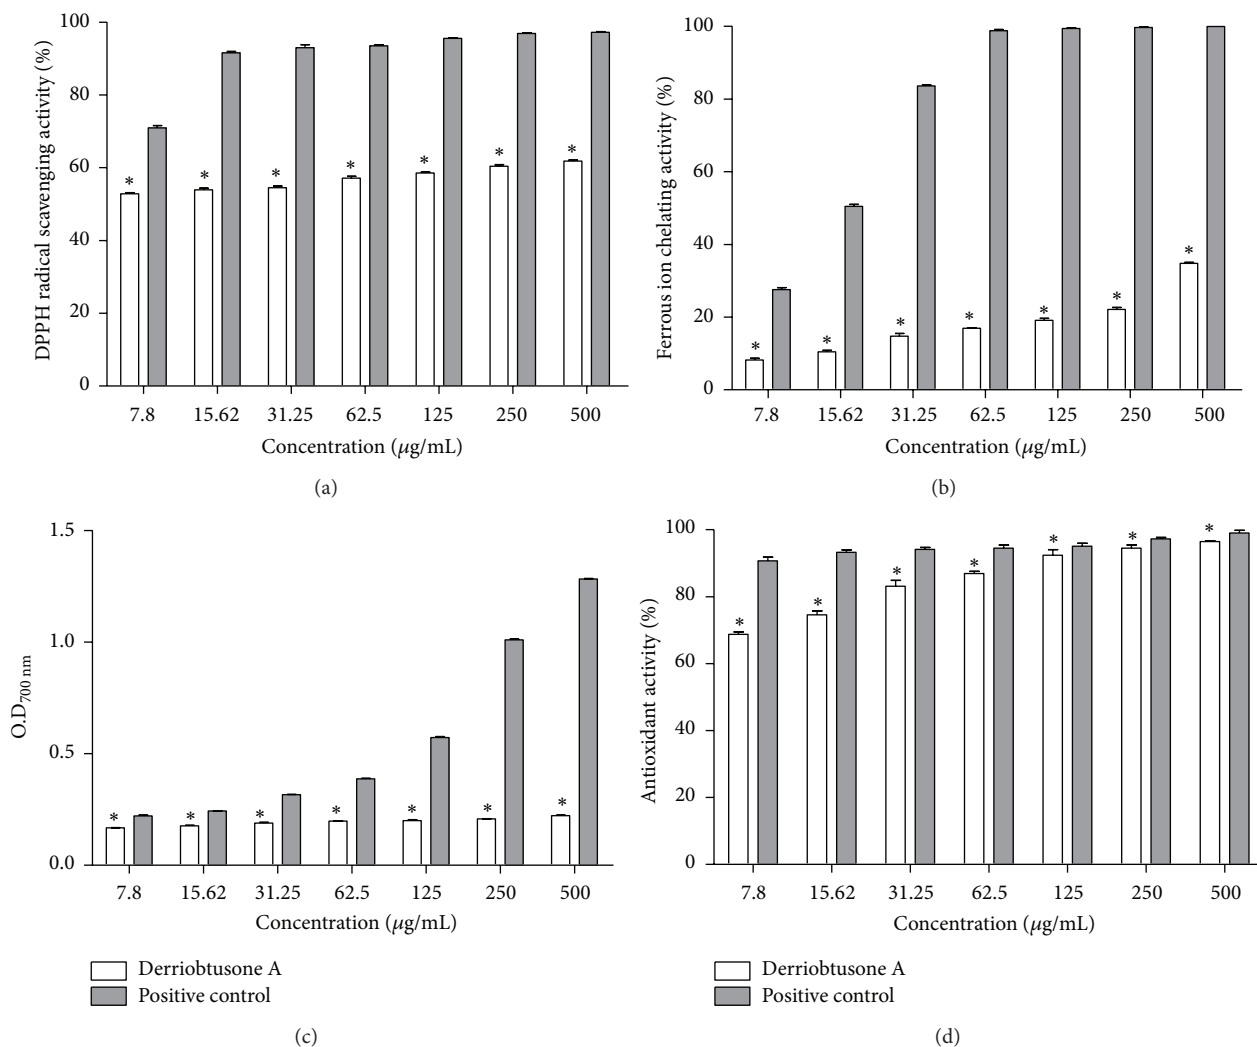 100
80
60
40
20
0
DPPH radical scavenging activity (%)
* * * * * * *
7.8 15.62 31.25 62.5 125 250 500
Concentration (μg/mL)
(a)
100
80
60
40
20
0
Ferrous ion chelating activity (%)
* * * * * * *
7.8 15.62 31.25 62.5 125 250 500
Concentration (μg/mL)
(b)
1.5
1.0
0.5
0.0
O.D700 nm
* * * * * * *
7.8 15.62 31.25 62.5 125 250 500
Concentration (μg/mL)
Derriobtusone A
Positive control
(c)
100
80
60
40
20
0
Antioxidant activity (%)
* * * * * * *
7.8 15.62 31.25 62.5 125 250 500
Concentration (μg/mL)
Derriobtusone A
Positive control
(d)